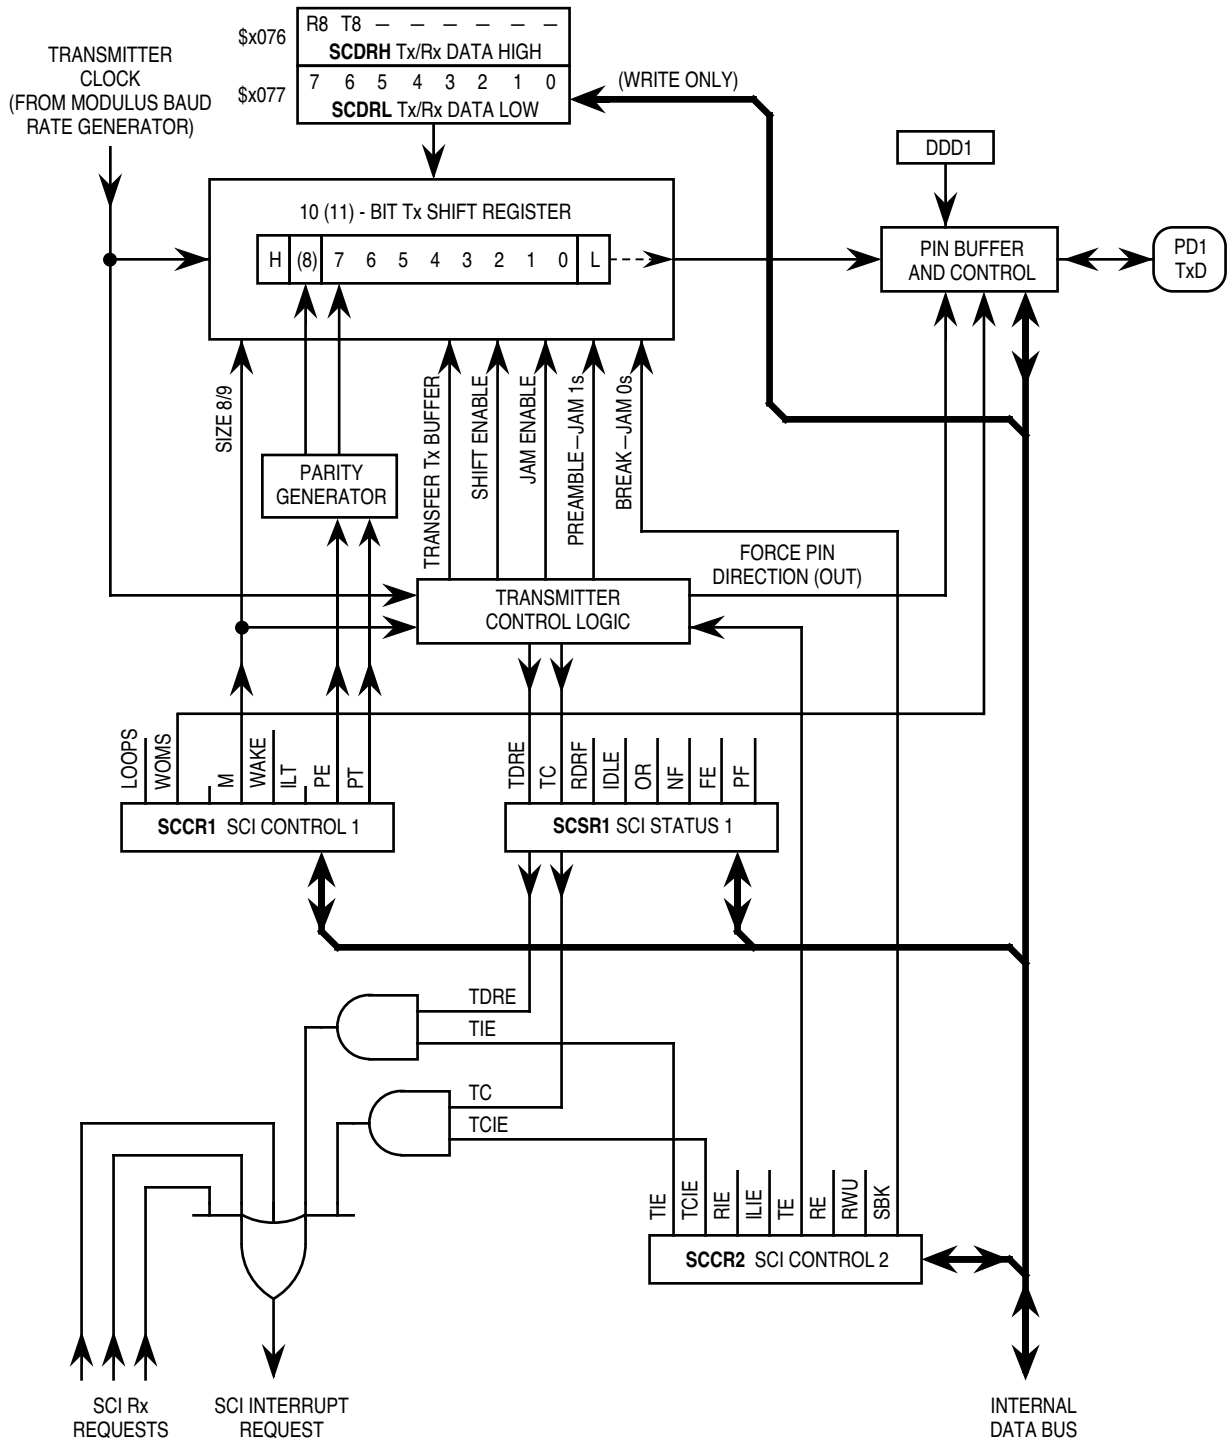 R8 T8 – – – – – –
$x076
SCDRH Tx/Rx DATA HIGH
7 6 5 4 3 2 1 0
$x077
SCDRL Tx/Rx DATA LOW
(WRITE ONLY)
TRANSMITTER
CLOCK
(FROM MODULUS BAUD
RATE GENERATOR)
DDD1
10 (11) - BIT Tx SHIFT REGISTER
H (8) 7 6 5 4 3 2 1 0 L
PIN BUFFER
AND CONTROL
PD1
TxD
SIZE 8/9
TRANSFER Tx BUFFER
SHIFT ENABLE
JAM ENABLE
PREAMBLE—JAM 1s
BREAK—JAM 0s
PARITY
GENERATOR
FORCE PIN
DIRECTION (OUT)
TRANSMITTER
CONTROL LOGIC
LOOPS
WOMS
M
WAKE
ILT
PE
PT
TDRE
TC
RDRF
IDLE
OR
NF
FE
PF
SCCR1 SCI CONTROL 1
SCSR1 SCI STATUS 1
TDRE
TIE
TC
TCIE
TIE
TCIE
RIE
ILIE
TE
RE
RWU
SBK
SCCR2 SCI CONTROL 2
SCI Rx
REQUESTS
SCI INTERRUPT
REQUEST
INTERNAL
DATA BUS